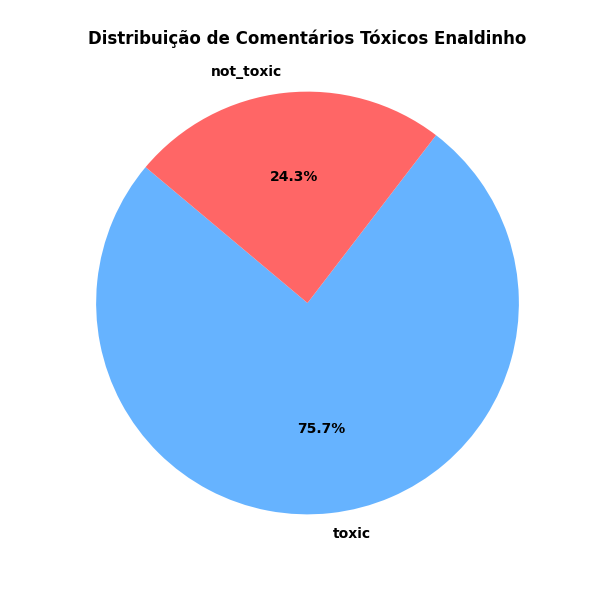 Distribuição de Comentários Tóxicos Enaldinho
not_toxic
24.3%
75.7%
toxic